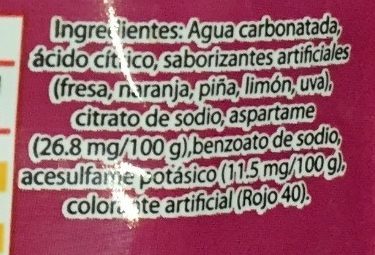 Ingredientes: Agua carbonatada,
ácido cítrico, saborizantes artificiales
(fresa, naranja, piña, limón, uva),
citrato de sodio, aspartame
(26.8 mg/100 g),benzoato de sodio,
acesulfame potásico (11.5 mg/100 g),
colorante artificial (Rojo 40).